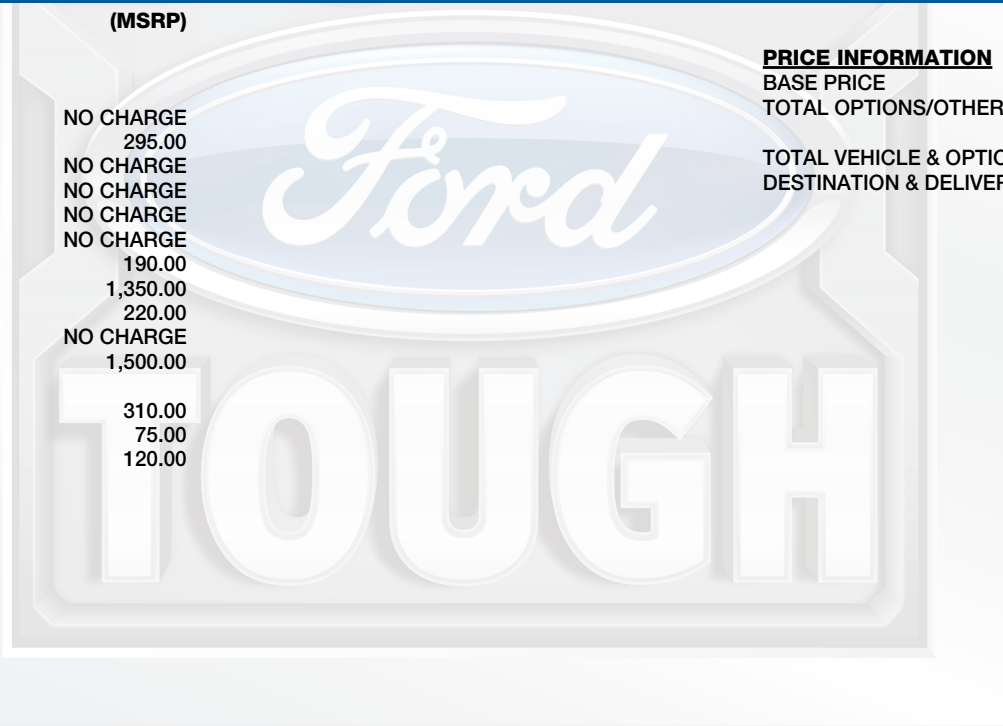 (MSRP)
NO CHARGE
295.00
NO CHARGE
NO CHARGE
NO CHARGE
NO CHARGE
190.00
1,350.00
220.00
NO CHARGE
1,500.00
310.00
75.00
120.00
PRICE INFORMATION
BASE PRICE
TOTAL OPTIONS/OTHER
TOTAL VEHICLE &
DESTINATION &
Ford
TOUGH